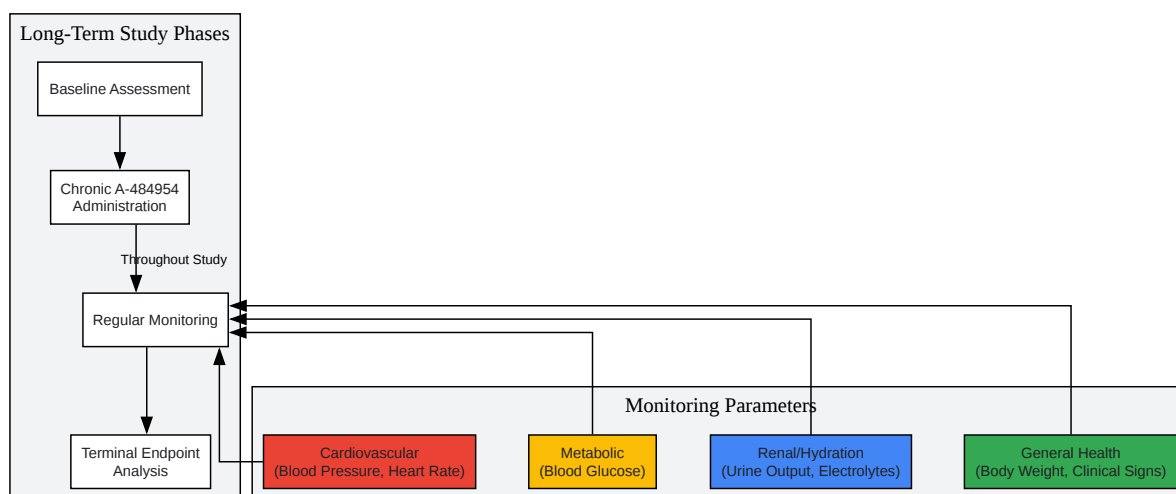 Long-Term Study Phases
Baseline Assessment
Chronic A-484954
Administration
Throughout Study
Regular Monitoring
Terminal Endpoint
Analysis
Monitoring Parameters
Cardiovascular
(Blood Pressure, Heart Rate)
Metabolic
(Blood Glucose)
Renal/Hydration
(Urine Output, Electrolytes)
General Health
(Body Weight, Clinical Signs)